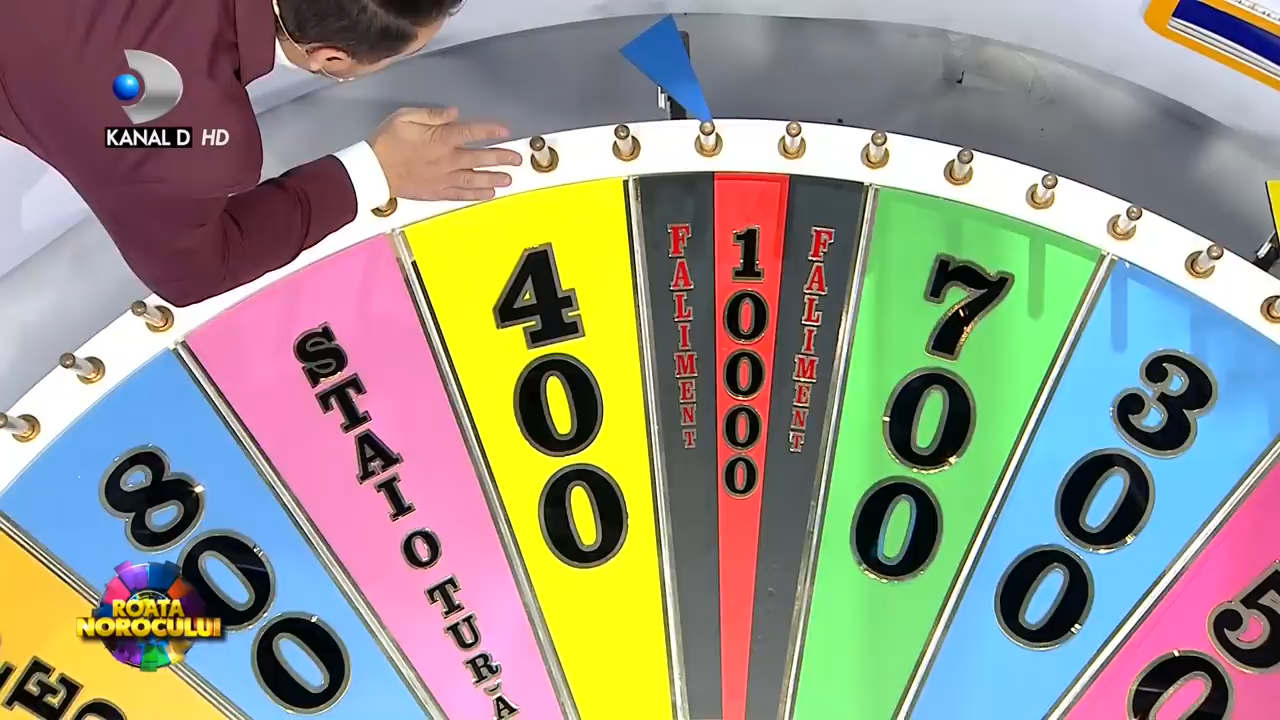 KANAL D HD
800
STAI O TURĂ
400
FALIMENT
10000
FALIMENT
700
300
ROATA
NOROCULUI